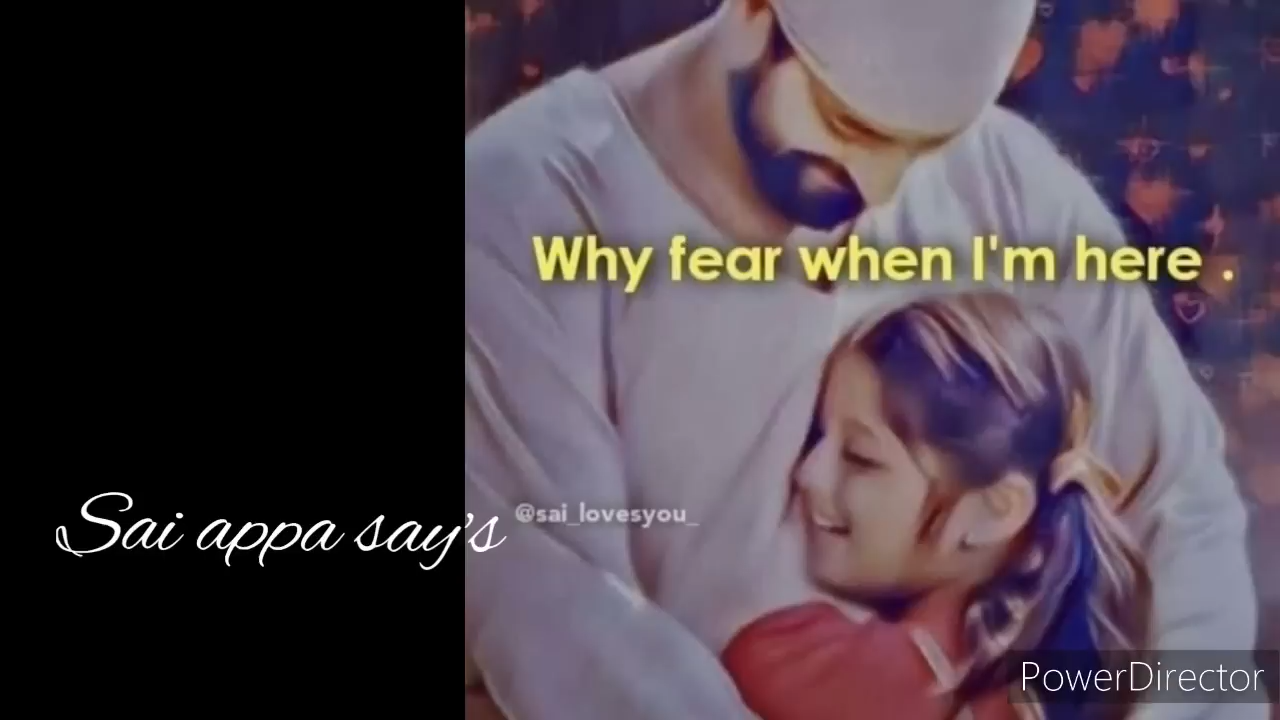 Why fear when I'm here .
@sai_lovesyou_
Sai appa say's
PowerDirector